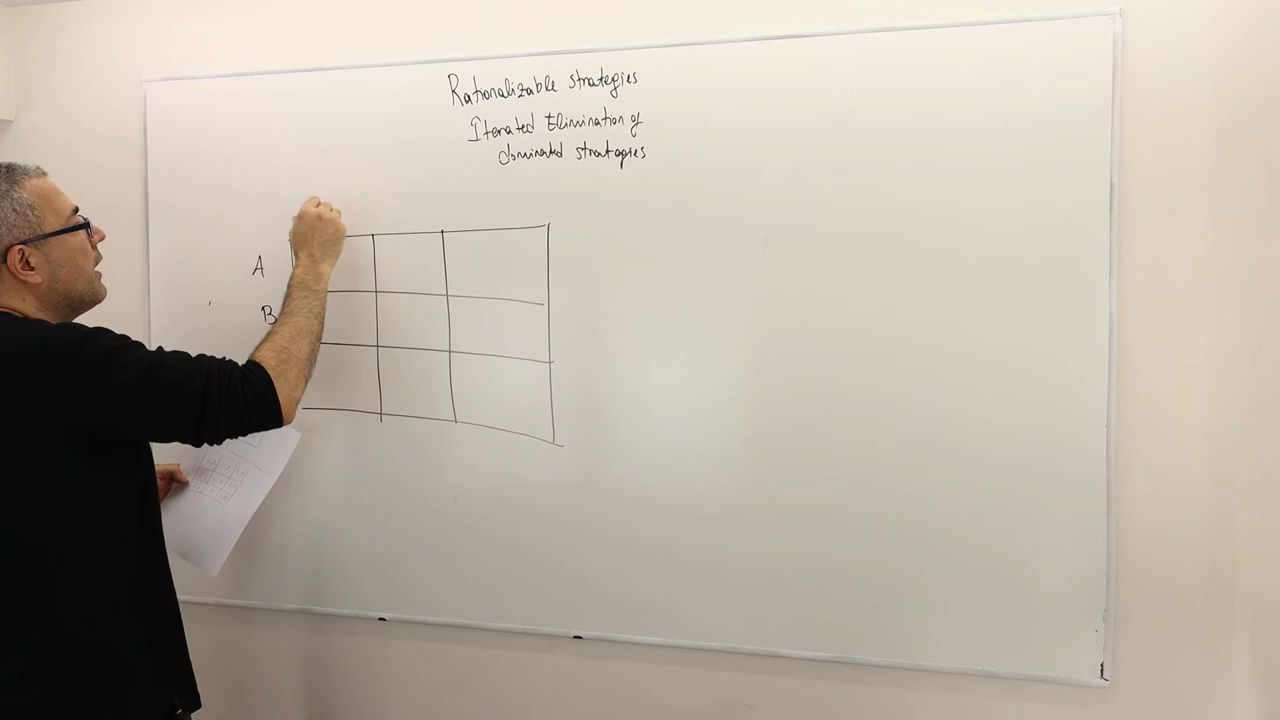 Rationalizable strategies
Iterated Elimination of
dominated strategies
A
B